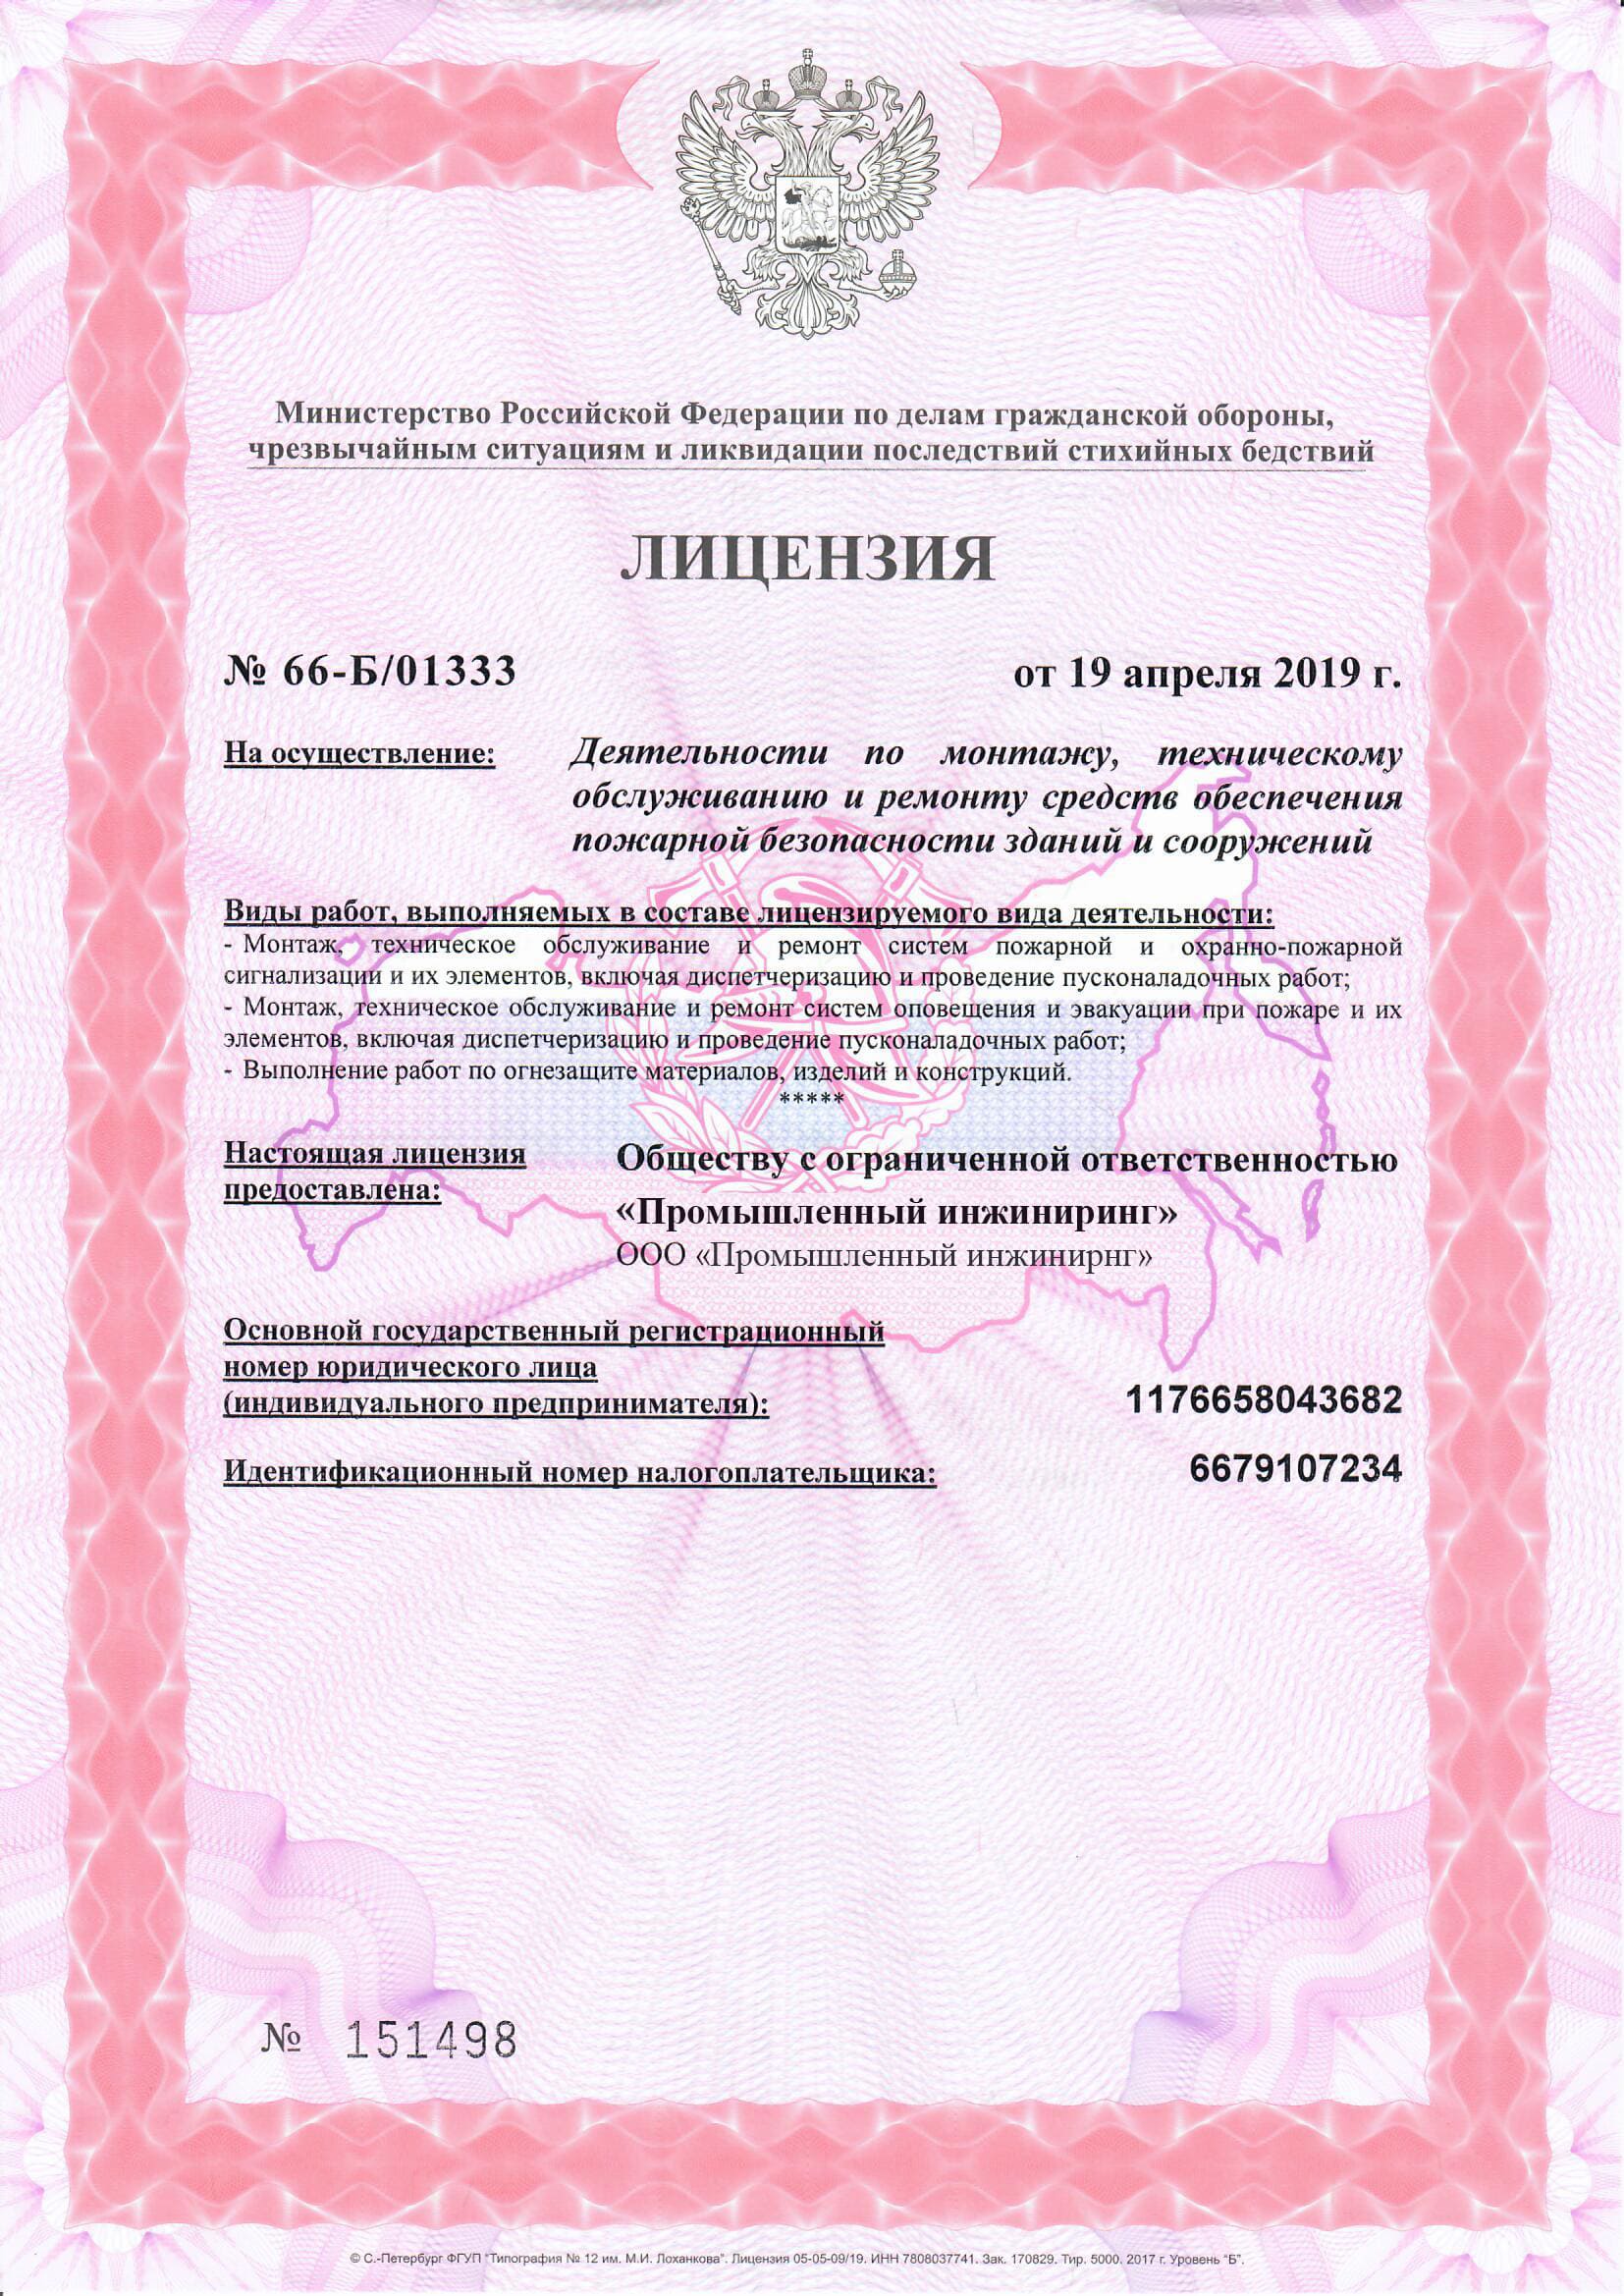 Министерство Российской Федерации по делам гражданской обороны,
чрезвычайным ситуациям и ликвидации последствий стихийных бедствий
ЛИЦЕНЗИЯ
№ 66-Б/01333 от 19 апреля 2019 г.
На осуществление: Деятельности по монтажу, техническому
обслуживанию и ремонту средств обеспечения
пожарной безопасности зданий и сооружений
Виды работ, выполняемых в составе лицензируемого вида деятельности:
- Монтаж, техническое обслуживание и ремонт систем пожарной и охранно-пожарной
сигнализации и их элементов, включая диспетчеризацию и проведение пусконаладочных работ;
- Монтаж, техническое обслуживание и ремонт систем оповещения и эвакуации при пожаре и их
элементов, включая диспетчеризацию и проведение пусконаладочных работ;
- Выполнение работ по огнезащите материалов, изделий и конструкций.
*****
Настоящая лицензия Обществу с ограниченной ответственностью
предоставлена: «Промышленный инжиниринг»
ООО «Промышленный инжинирнг»
Основной государственный регистрационный
номер юридического лица
(индивидуального предпринимателя): 1176658043682
Идентификационный номер налогоплательщика: 6679107234
№ 151498
© С.-Петербург ФГУП "Типография № 12 им. М.И. Лоханкова". Лицензия 05-05-09/19. ИНН 7808037741. Зак. 170829. Тир. 5000. 2017 г. Уровень "Б".